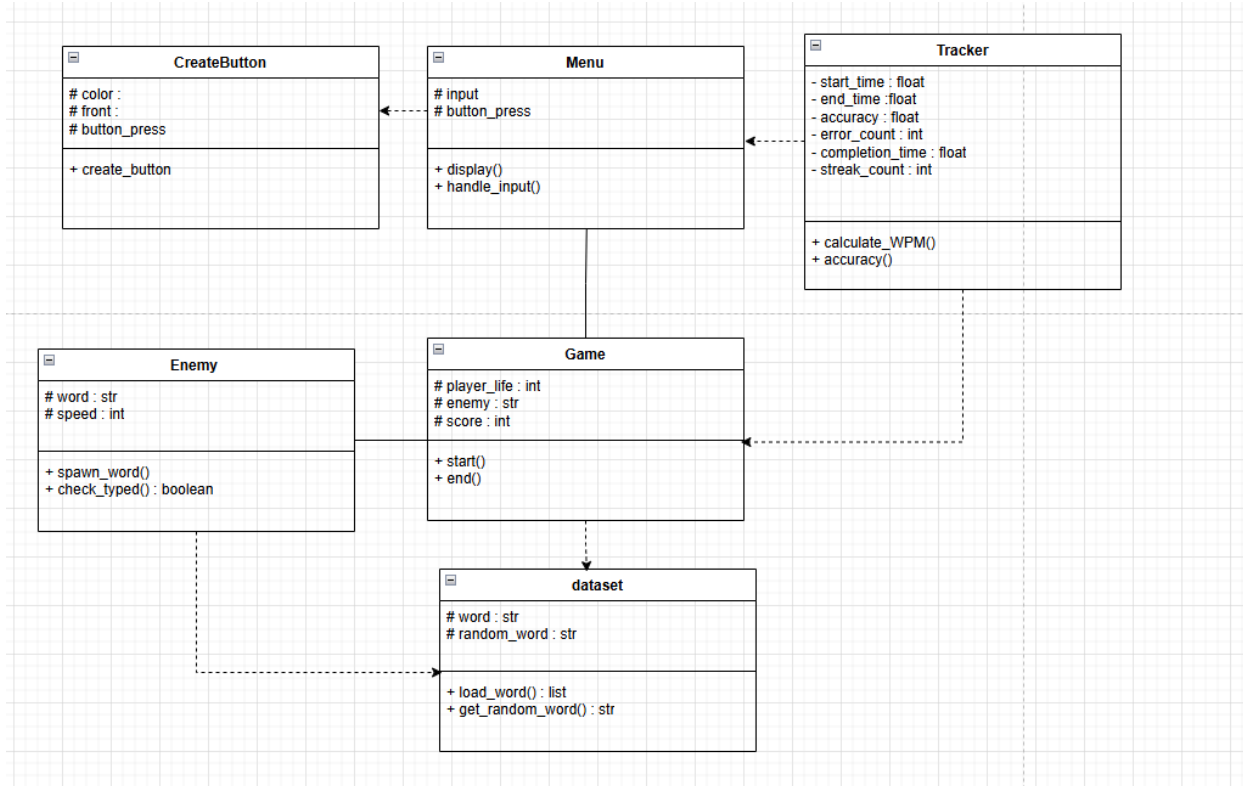 CreateButton
# color :
# front :
# button_press
+ create_button
Menu
# input
# button_press
+ display()
+ handle_input()
Tracker
- start_time : float
- end_time :float
- accuracy : float
- error_count : int
- completion_time : float
- streak_count : int
+ calculate_WPM()
+ accuracy()
Enemy
# word : str
# speed : int
+ spawn_word()
+ check_typed() : boolean
Game
# player_life : int
# enemy : str
# score : int
+ start()
+ end()
dataset
# word : str
# random_word : str
+ load_word() : list
+ get_random_word() : str